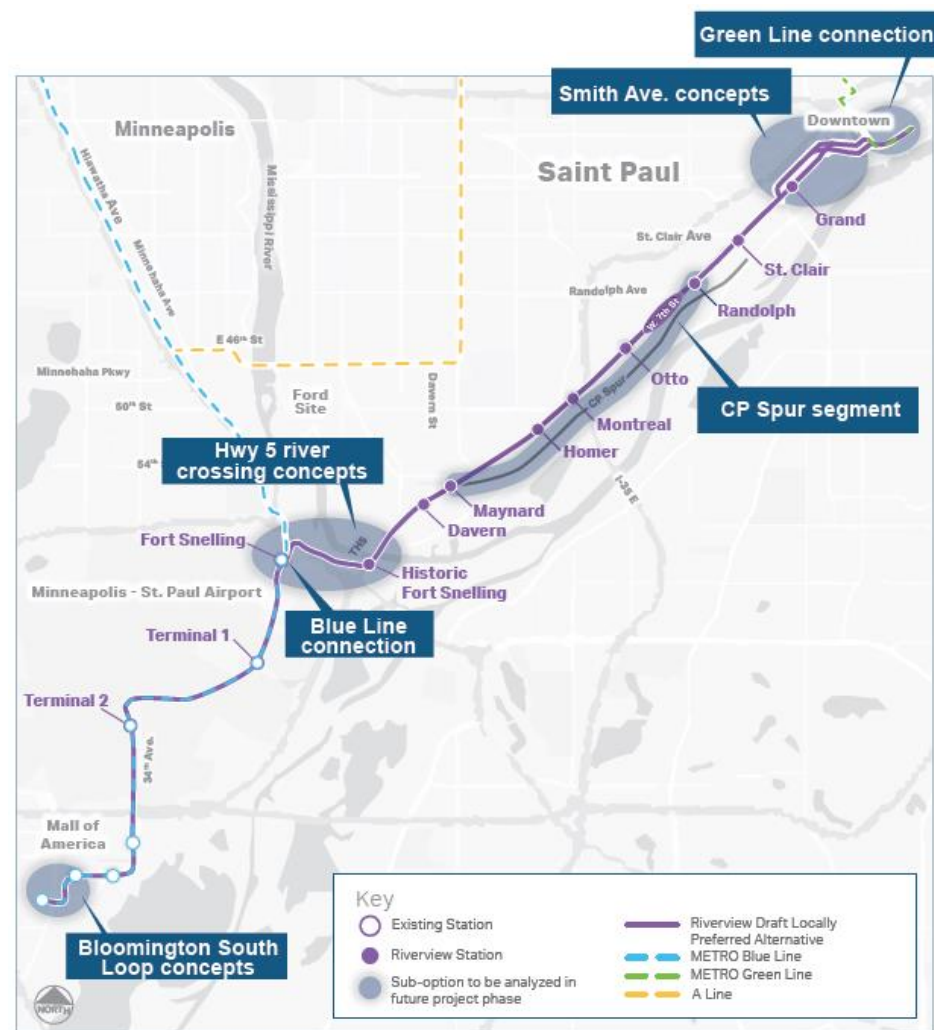 Green Line connection
Smith Ave. concepts
Minneapolis
Downtown
Saint Paul
Hiawatha Ave
Mississippi River
Grand
St. Clair Ave
St. Clair
Minnehaha Ave
Randolph Ave
Randolph
W. 7th St
E 46th St
Otto
Minnehaha Pkwy
Davern St
CP Spur
CP Spur segment
50th St
Ford
Site
Montreal
Homer
Hwy 5 river
crossing concepts
54th
I-35 E
Maynard
Davern
Fort Snelling
TH5
Historic
Fort Snelling
Minneapolis - St. Paul Airport
Blue Line
connection
Terminal 1
Terminal 2
34th Ave.
Mall of
America
Bloomington South
Loop concepts
Key
Existing Station
Riverview Station
Sub-option to be analyzed in
future project phase
Riverview Draft Locally
Preferred Alternative
METRO Blue Line
METRO Green Line
A Line
NORTH